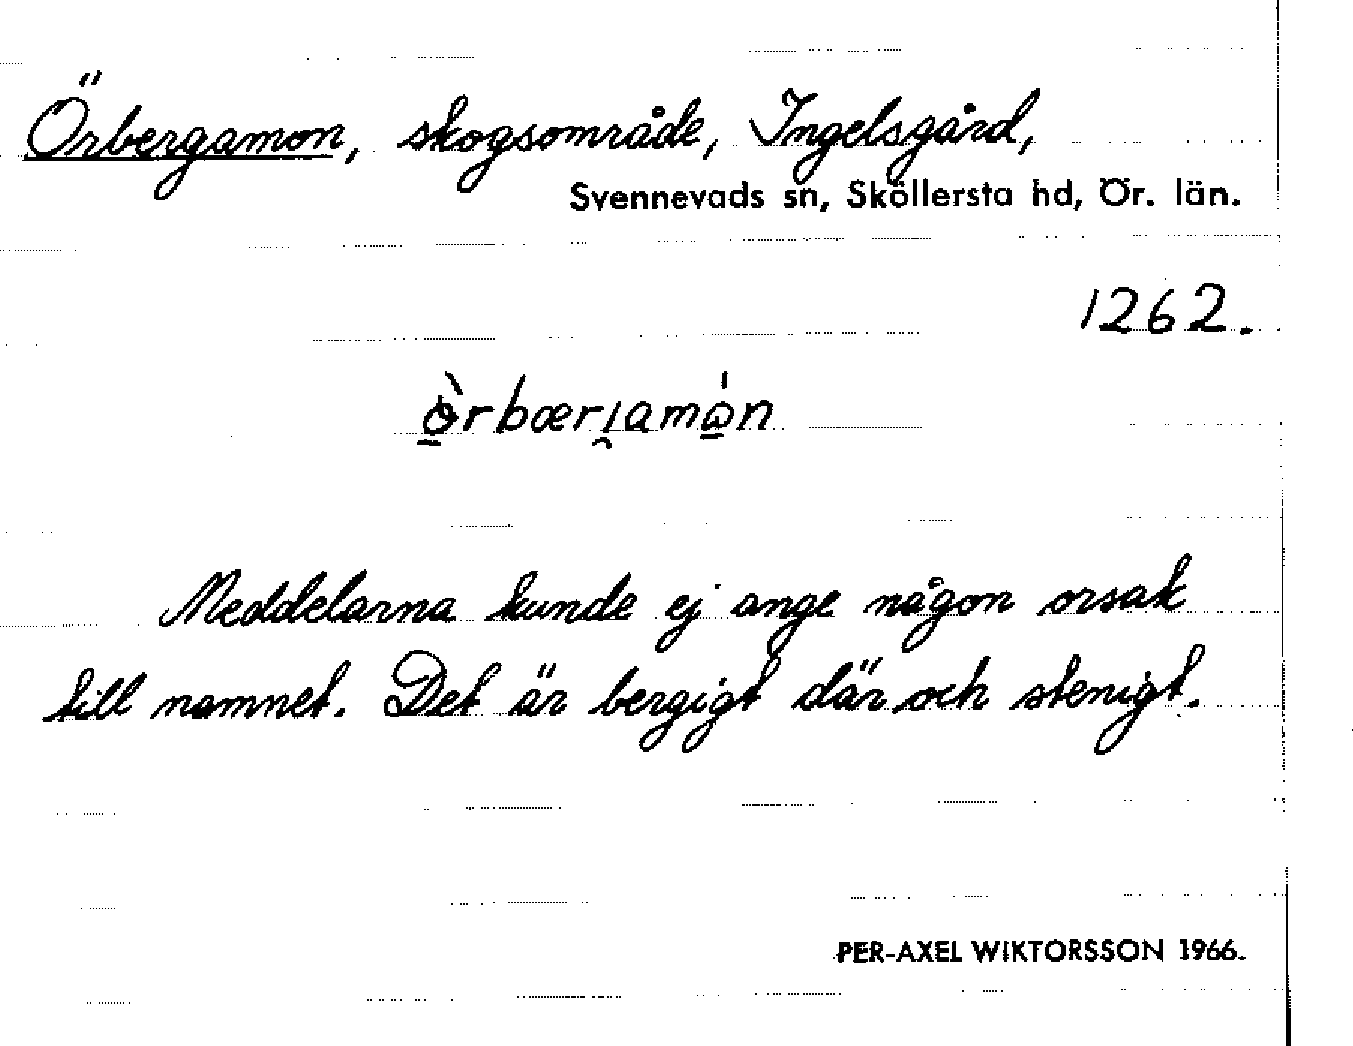 Örbergamon, skogsområde, Ingelsgård,
Svennevads sn, Sköllersta hd, Ör. län.
1262.
Meddelarna kunde ej ange någon orsak
till namnet. Det är bergigt där och stenigt.
PER-AXEL WIKTORSSON 1966.